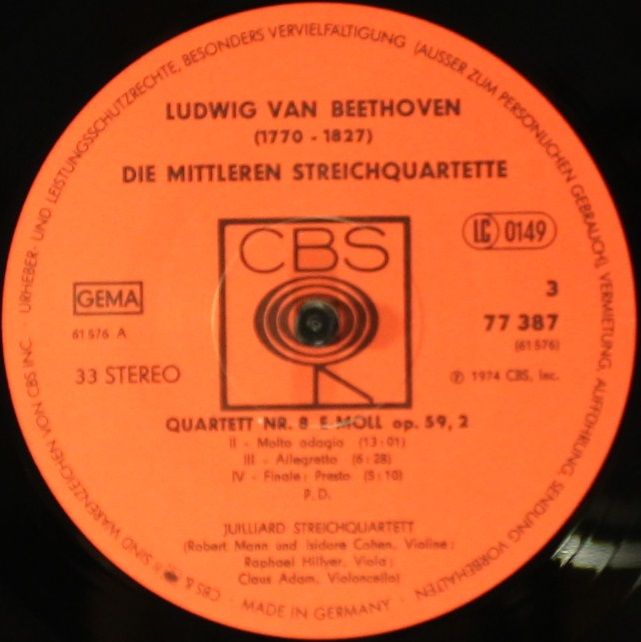 URHEBER- UND LEISTUNGSSCHUTZRECHTE, BESONDERS VERVIELFÄLTIGUNG (AUSSER ZUM PERSÖNLICHEN GEBRAUCH), VERMIETUNG, AUFFÜHRUNG, SENDUNG VORBEHALTEN
LUDWIG VAN BEETHOVEN
(1770 - 1827)
DIE MITTLEREN STREICHQUARTETTE
CBS
LC 0149
GEMA
61 576 A
33 STEREO
3
77 387
(61 576)
℗ 1974 CBS, Inc.
QUARTETT NR. 8 E-MOLL op. 59, 2
II - Molto adagio (13:01)
III - Allegretto (6:28)
IV - Finale: Presto (5:10)
P.D.
JUILLIARD STREICHQUARTETT
(Robert Mann und Isidore Cohen, Violine;
Raphael Hillyer, Viola;
Claus Adam, Violoncello)
CBS & SIND WARENZEICHEN VON CBS INC. · MADE IN GERMANY ·